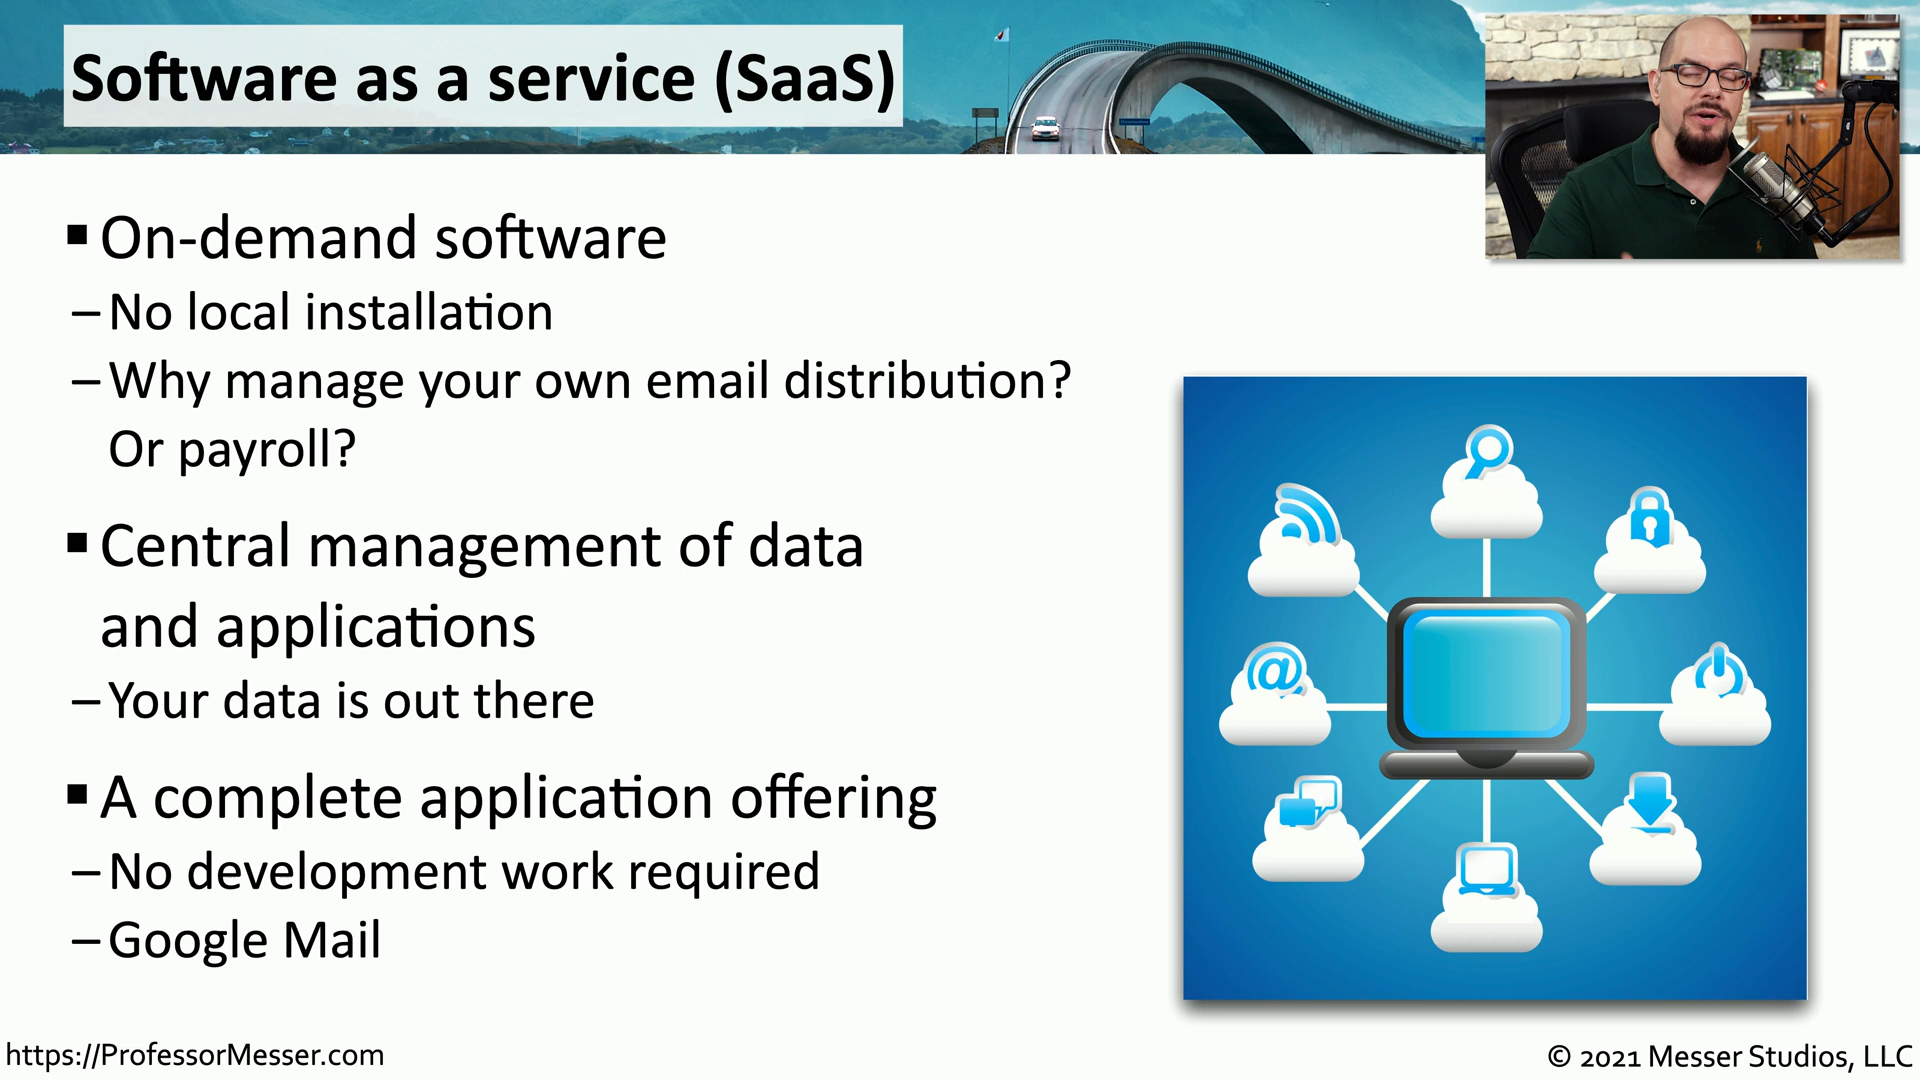 Software as a service (SaaS)
▪ On-demand software
– No local installation
– Why manage your own email distribution?
Or payroll?
▪ Central management of data
and applications
– Your data is out there
▪ A complete application offering
– No development work required
– Google Mail
@
https://ProfessorMesser.com
© 2021 Messer Studios, LLC